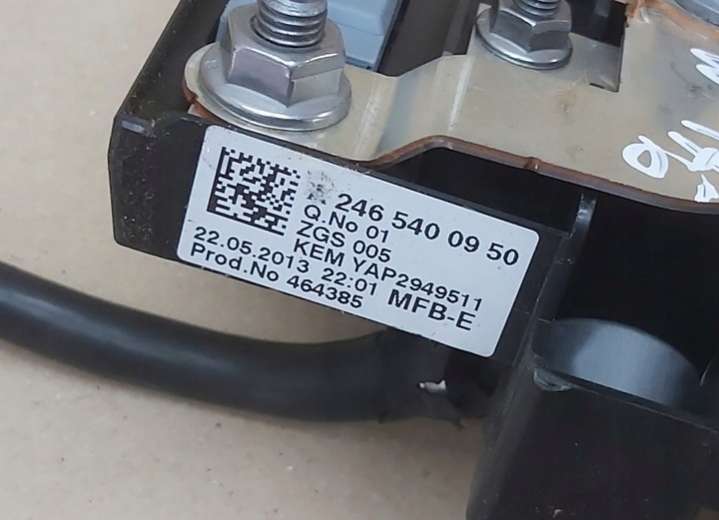 246 540 09 50
Q.No 01
ZGS 005
KEM YAP2949511
22.05.2013 22:01 MFB-E
Prod.No 464385